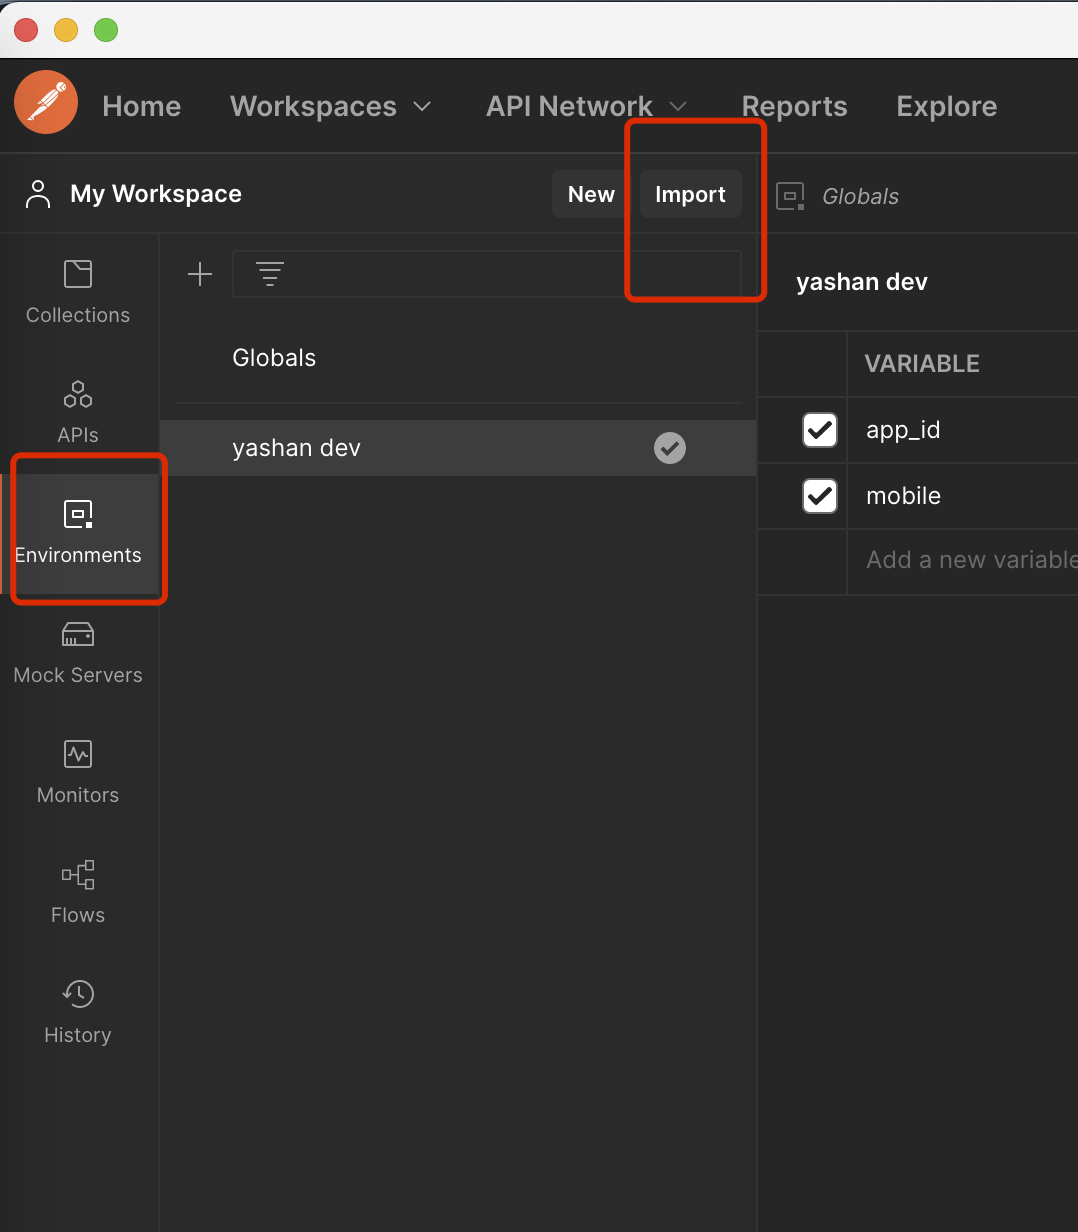 Home Workspaces API Network Reports Explore
My Workspace New Import Globals
Collections
APIs
Environments
Mock Servers
Monitors
Flows
History
Globals
yashan dev
yashan dev
VARIABLE
app_id
mobile
Add a new variable